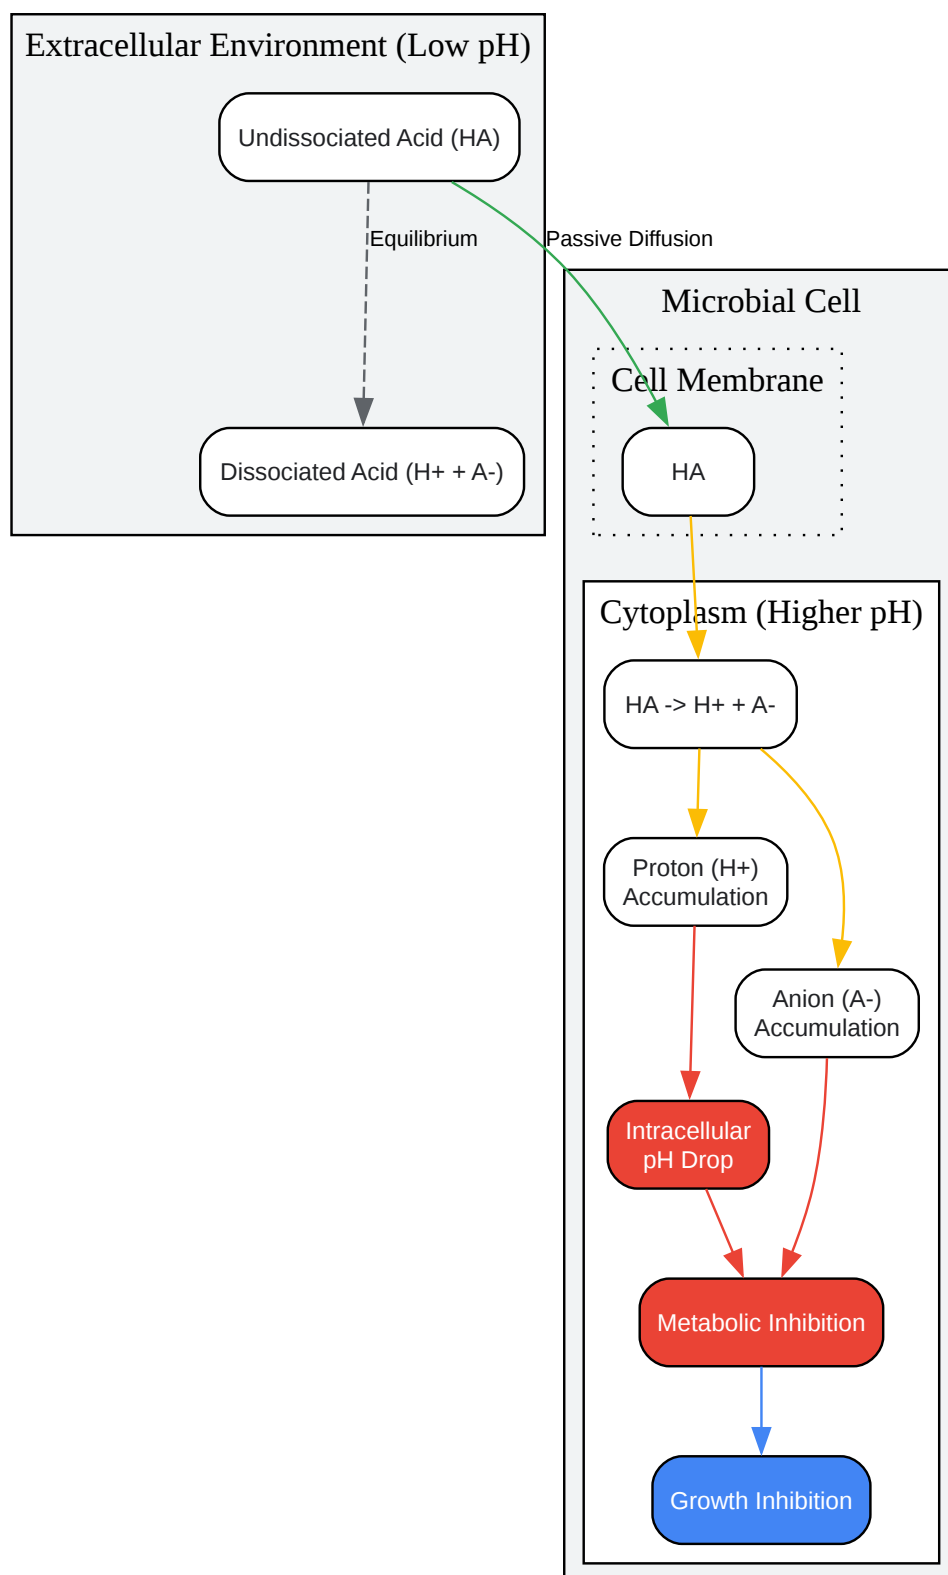 Extracellular Environment (Low pH)
Undissociated Acid (HA)
Equilibrium
Passive Diffusion
Dissociated Acid (H+ + A-)
Microbial Cell
Cell Membrane
HA
Cytoplasm (Higher pH)
HA -> H+ + A-
Proton (H+)
Accumulation
Anion (A-)
Accumulation
Intracellular
pH Drop
Metabolic Inhibition
Growth Inhibition